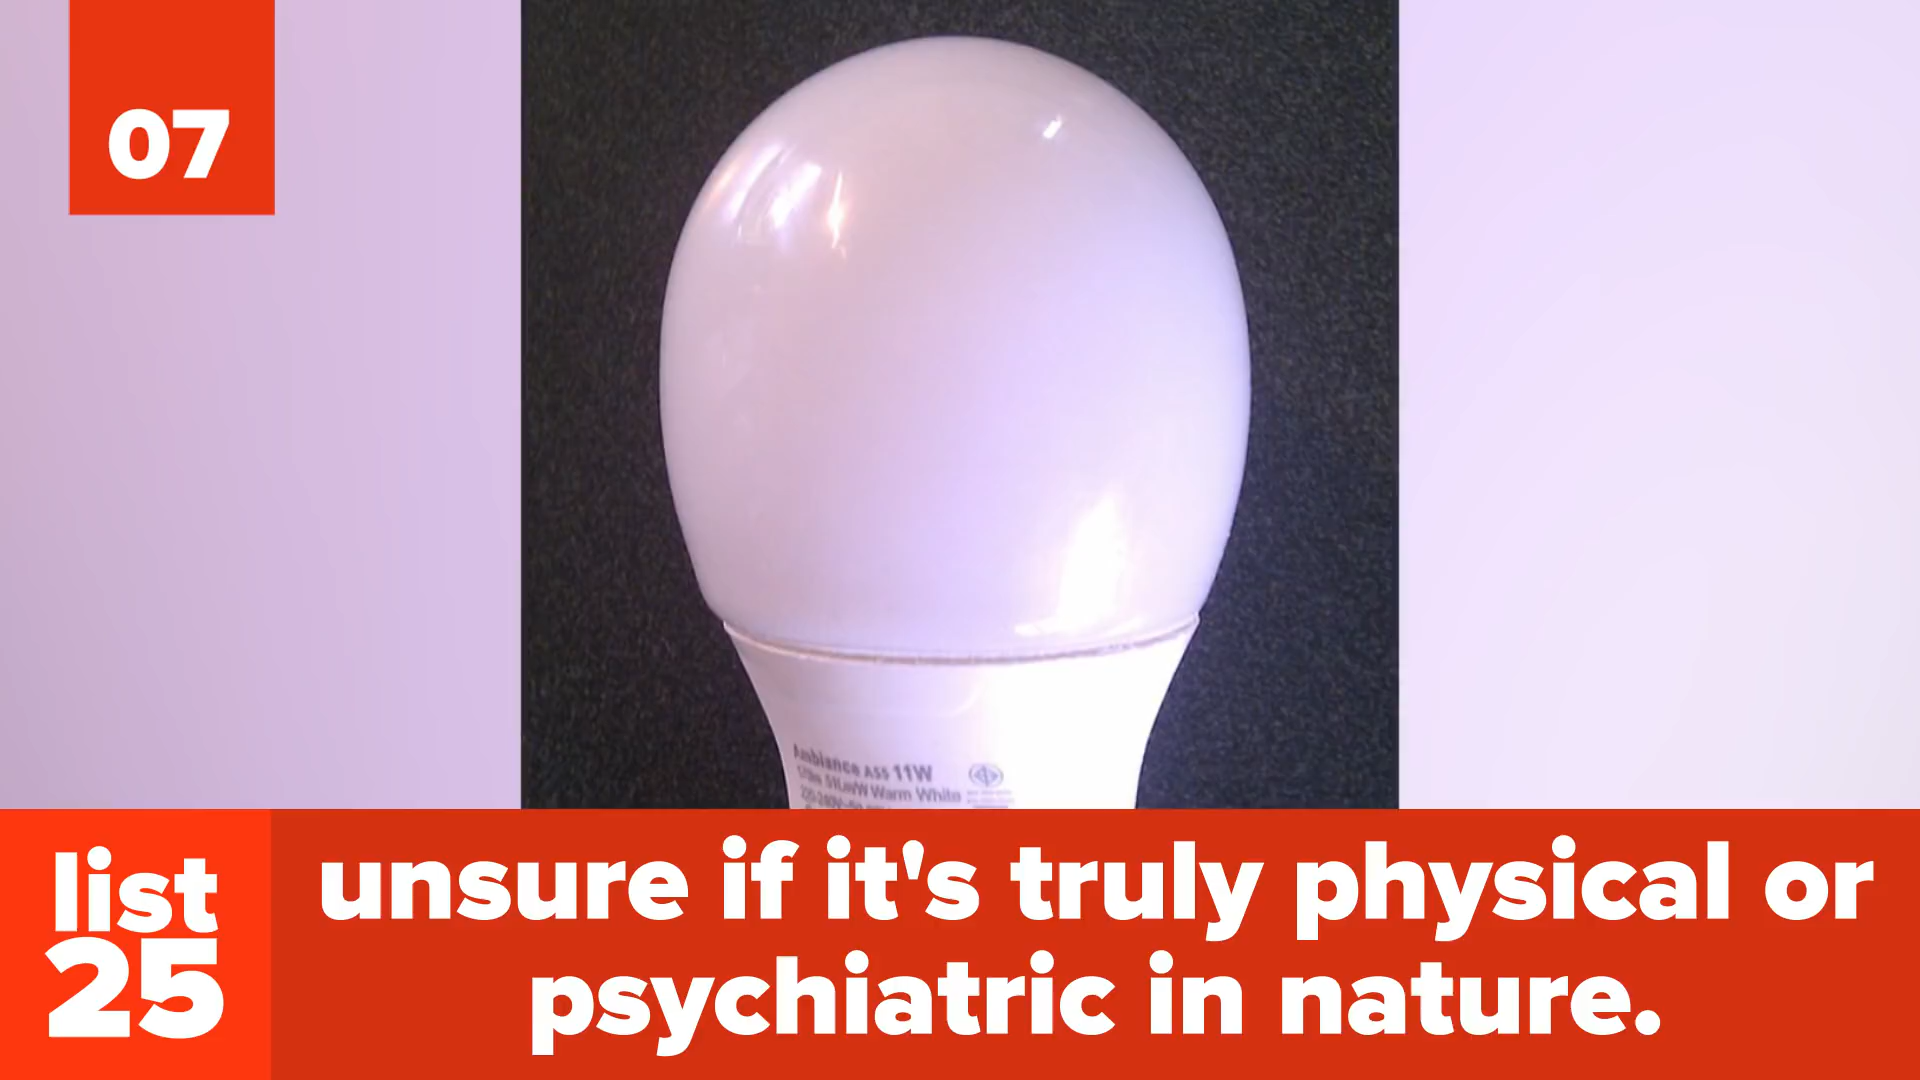 07
Ambiance A55 11W
Warm White
list
25
unsure if it's truly physical or
psychiatric in nature.